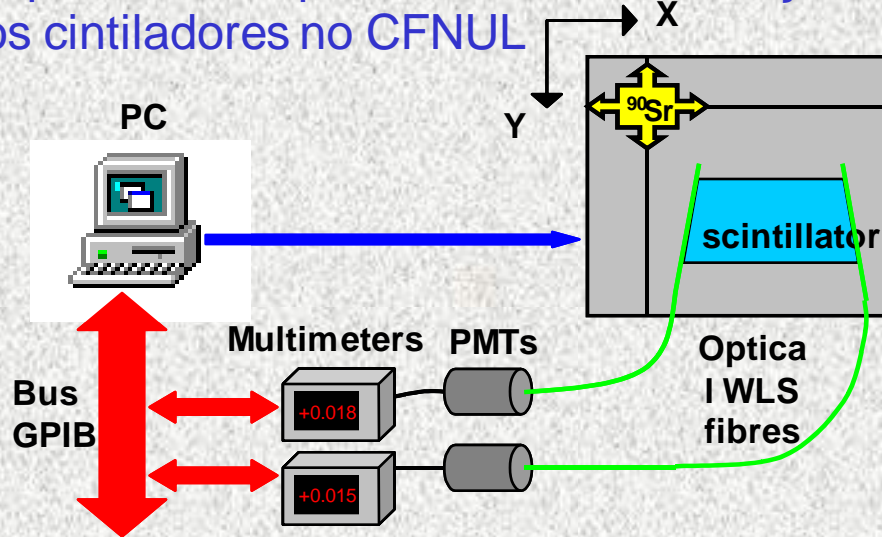 os cintiladores no CFNUL
X
Y
PC
90Sr
scintillator
Multimeters PMTs
Optica
l WLS
fibres
Bus
GPIB
+0.018
+0.015